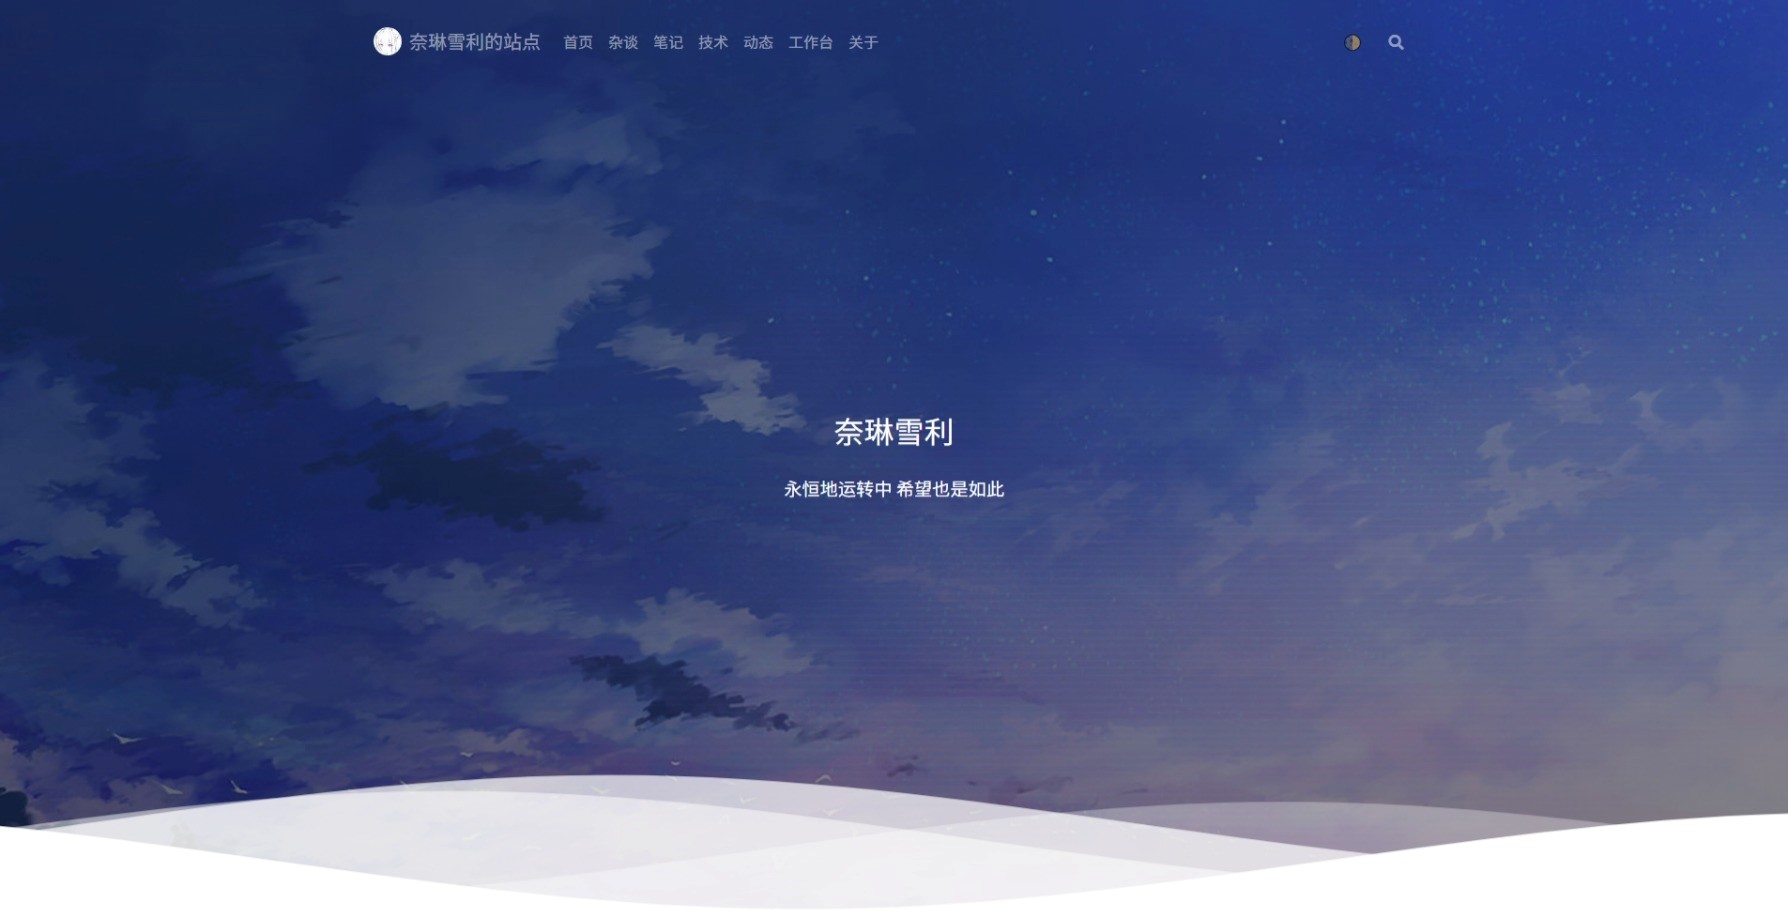 奈琳雪利的站点 首页 杂谈 笔记 技术 动态 工作台 关于
奈琳雪利
永恒地运转中 希望也是如此